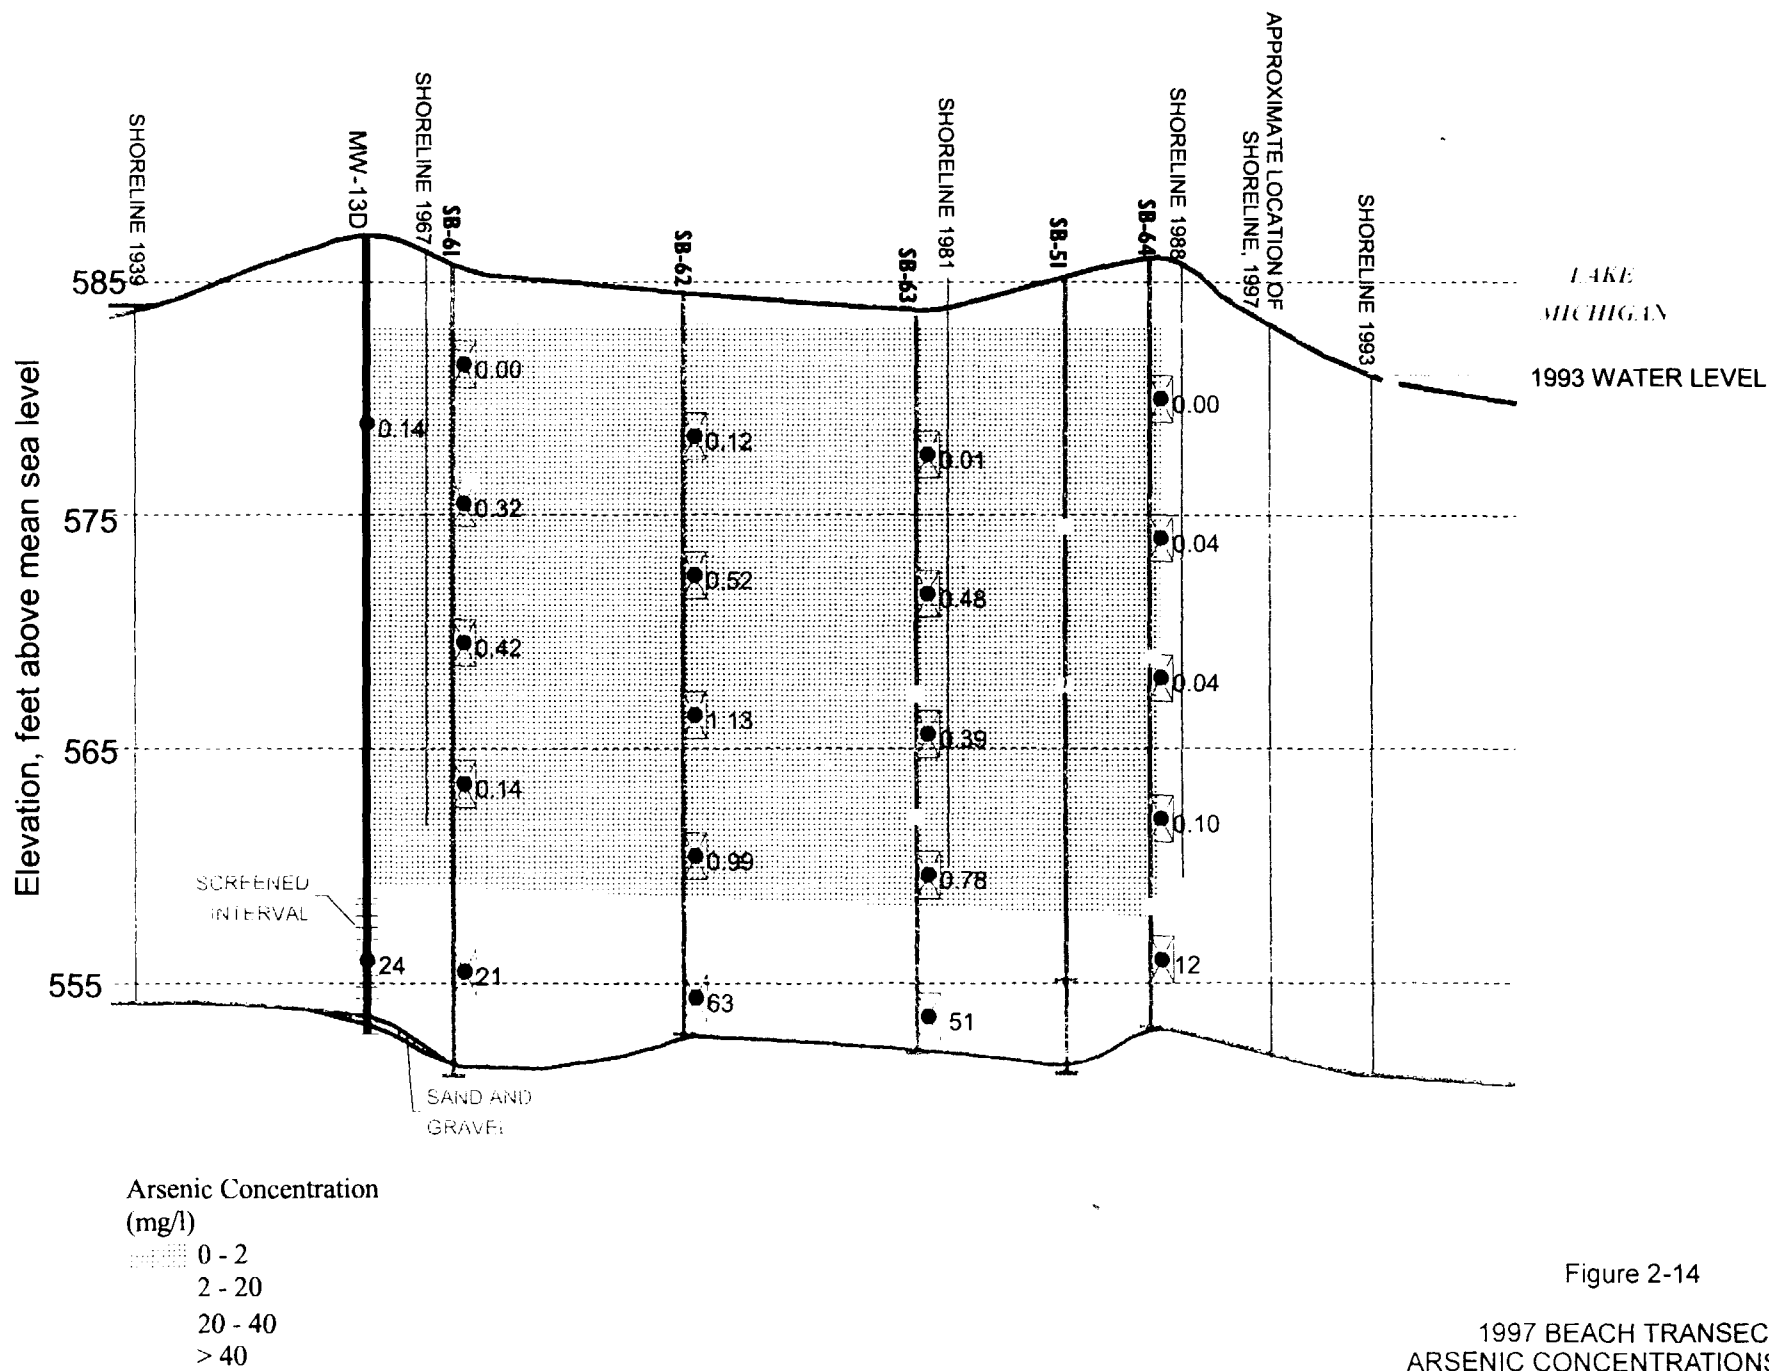 SHORELINE 1939
MW-13D
SHORELINE 1967
SB-61
SB-62
SB-63
SHORELINE 1981
SB-51
SB-64
SHORELINE 1988
APPROXIMATE LOCATION OF
SHORELINE, 1997
SHORELINE 1993
LAKE
MICHIGAN
1993 WATER LEVEL
Elevation, feet above mean sea level
585
575
565
555
0.14
24
0.00
0.32
0.42
0.14
21
0.12
0.52
1.13
0.99
63
0.01
0.48
0.39
0.78
51
0.00
0.04
0.04
0.10
12
SCREENED
INTERVAL
SAND AND
GRAVEL
Arsenic Concentration
(mg/l)
0 - 2
2 - 20
20 - 40
> 40
Figure 2-14
1997 BEACH TRANSEC
ARSENIC CONCENTRATIONS